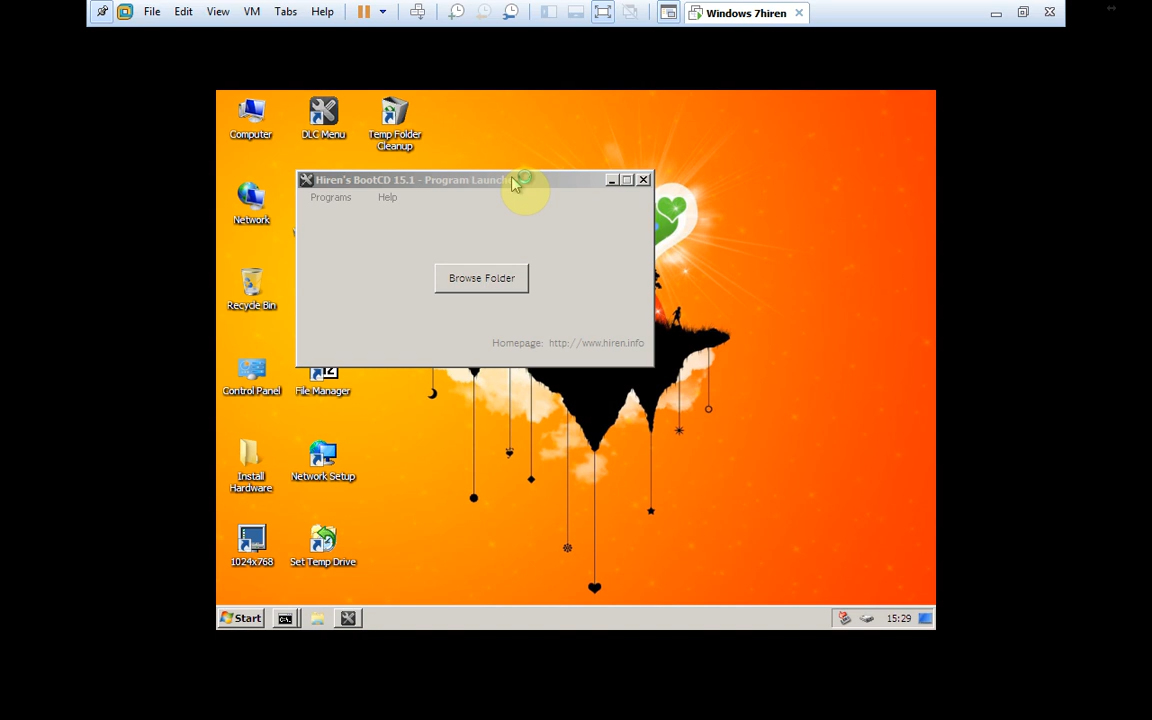 File Edit View VM Tabs Help
Windows 7hiren
Computer
DLC Menu
Temp Folder
Cleanup
Hiren's BootCD 15.1 - Program Launch
Programs Help
Network
Browse Folder
Recycle Bin
Homepage: http://www.hiren.info
Control Panel
File Manager
Install
Hardware
Network Setup
1024x768
Set Temp Drive
Start
C:\.
15:29